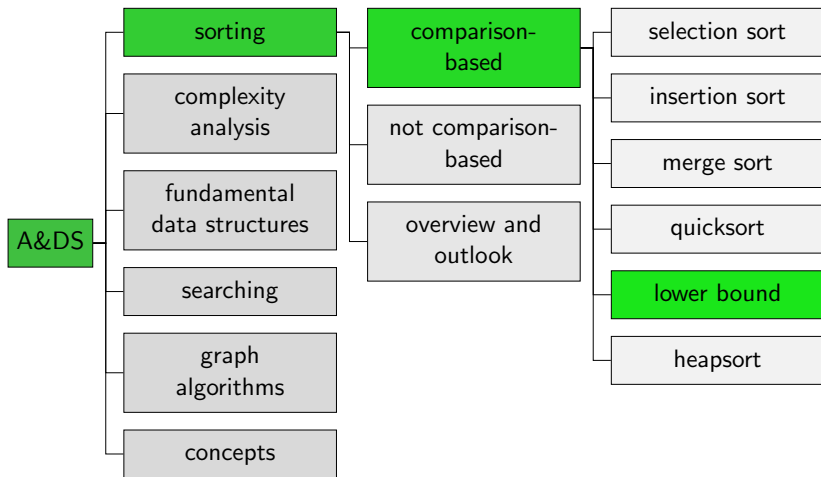 A&DS
sorting
complexity
analysis
fundamental
data structures
searching
graph
algorithms
concepts
comparison-
based
not comparison-
based
overview and
outlook
selection sort
insertion sort
merge sort
quicksort
lower bound
heapsort